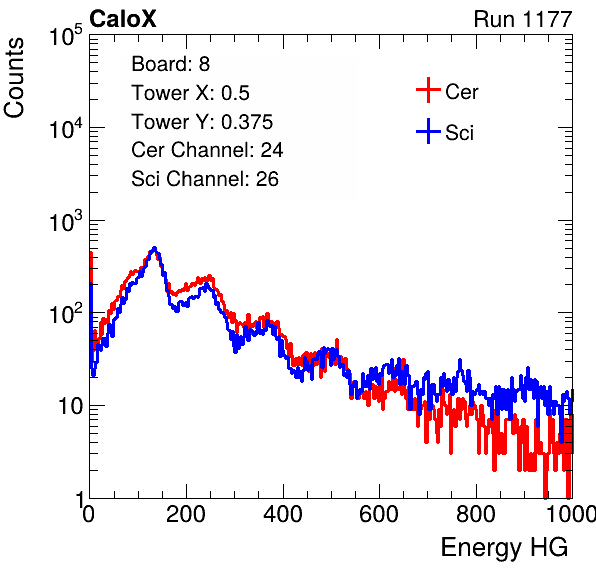 CaloX Run 1177
Counts
10^5
10^4
10^3
10^2
10
1
Board: 8
Tower X: 0.5
Tower Y: 0.375
Cer Channel: 24
Sci Channel: 26
Cer
Sci
0 200 400 600 800 1000
Energy HG